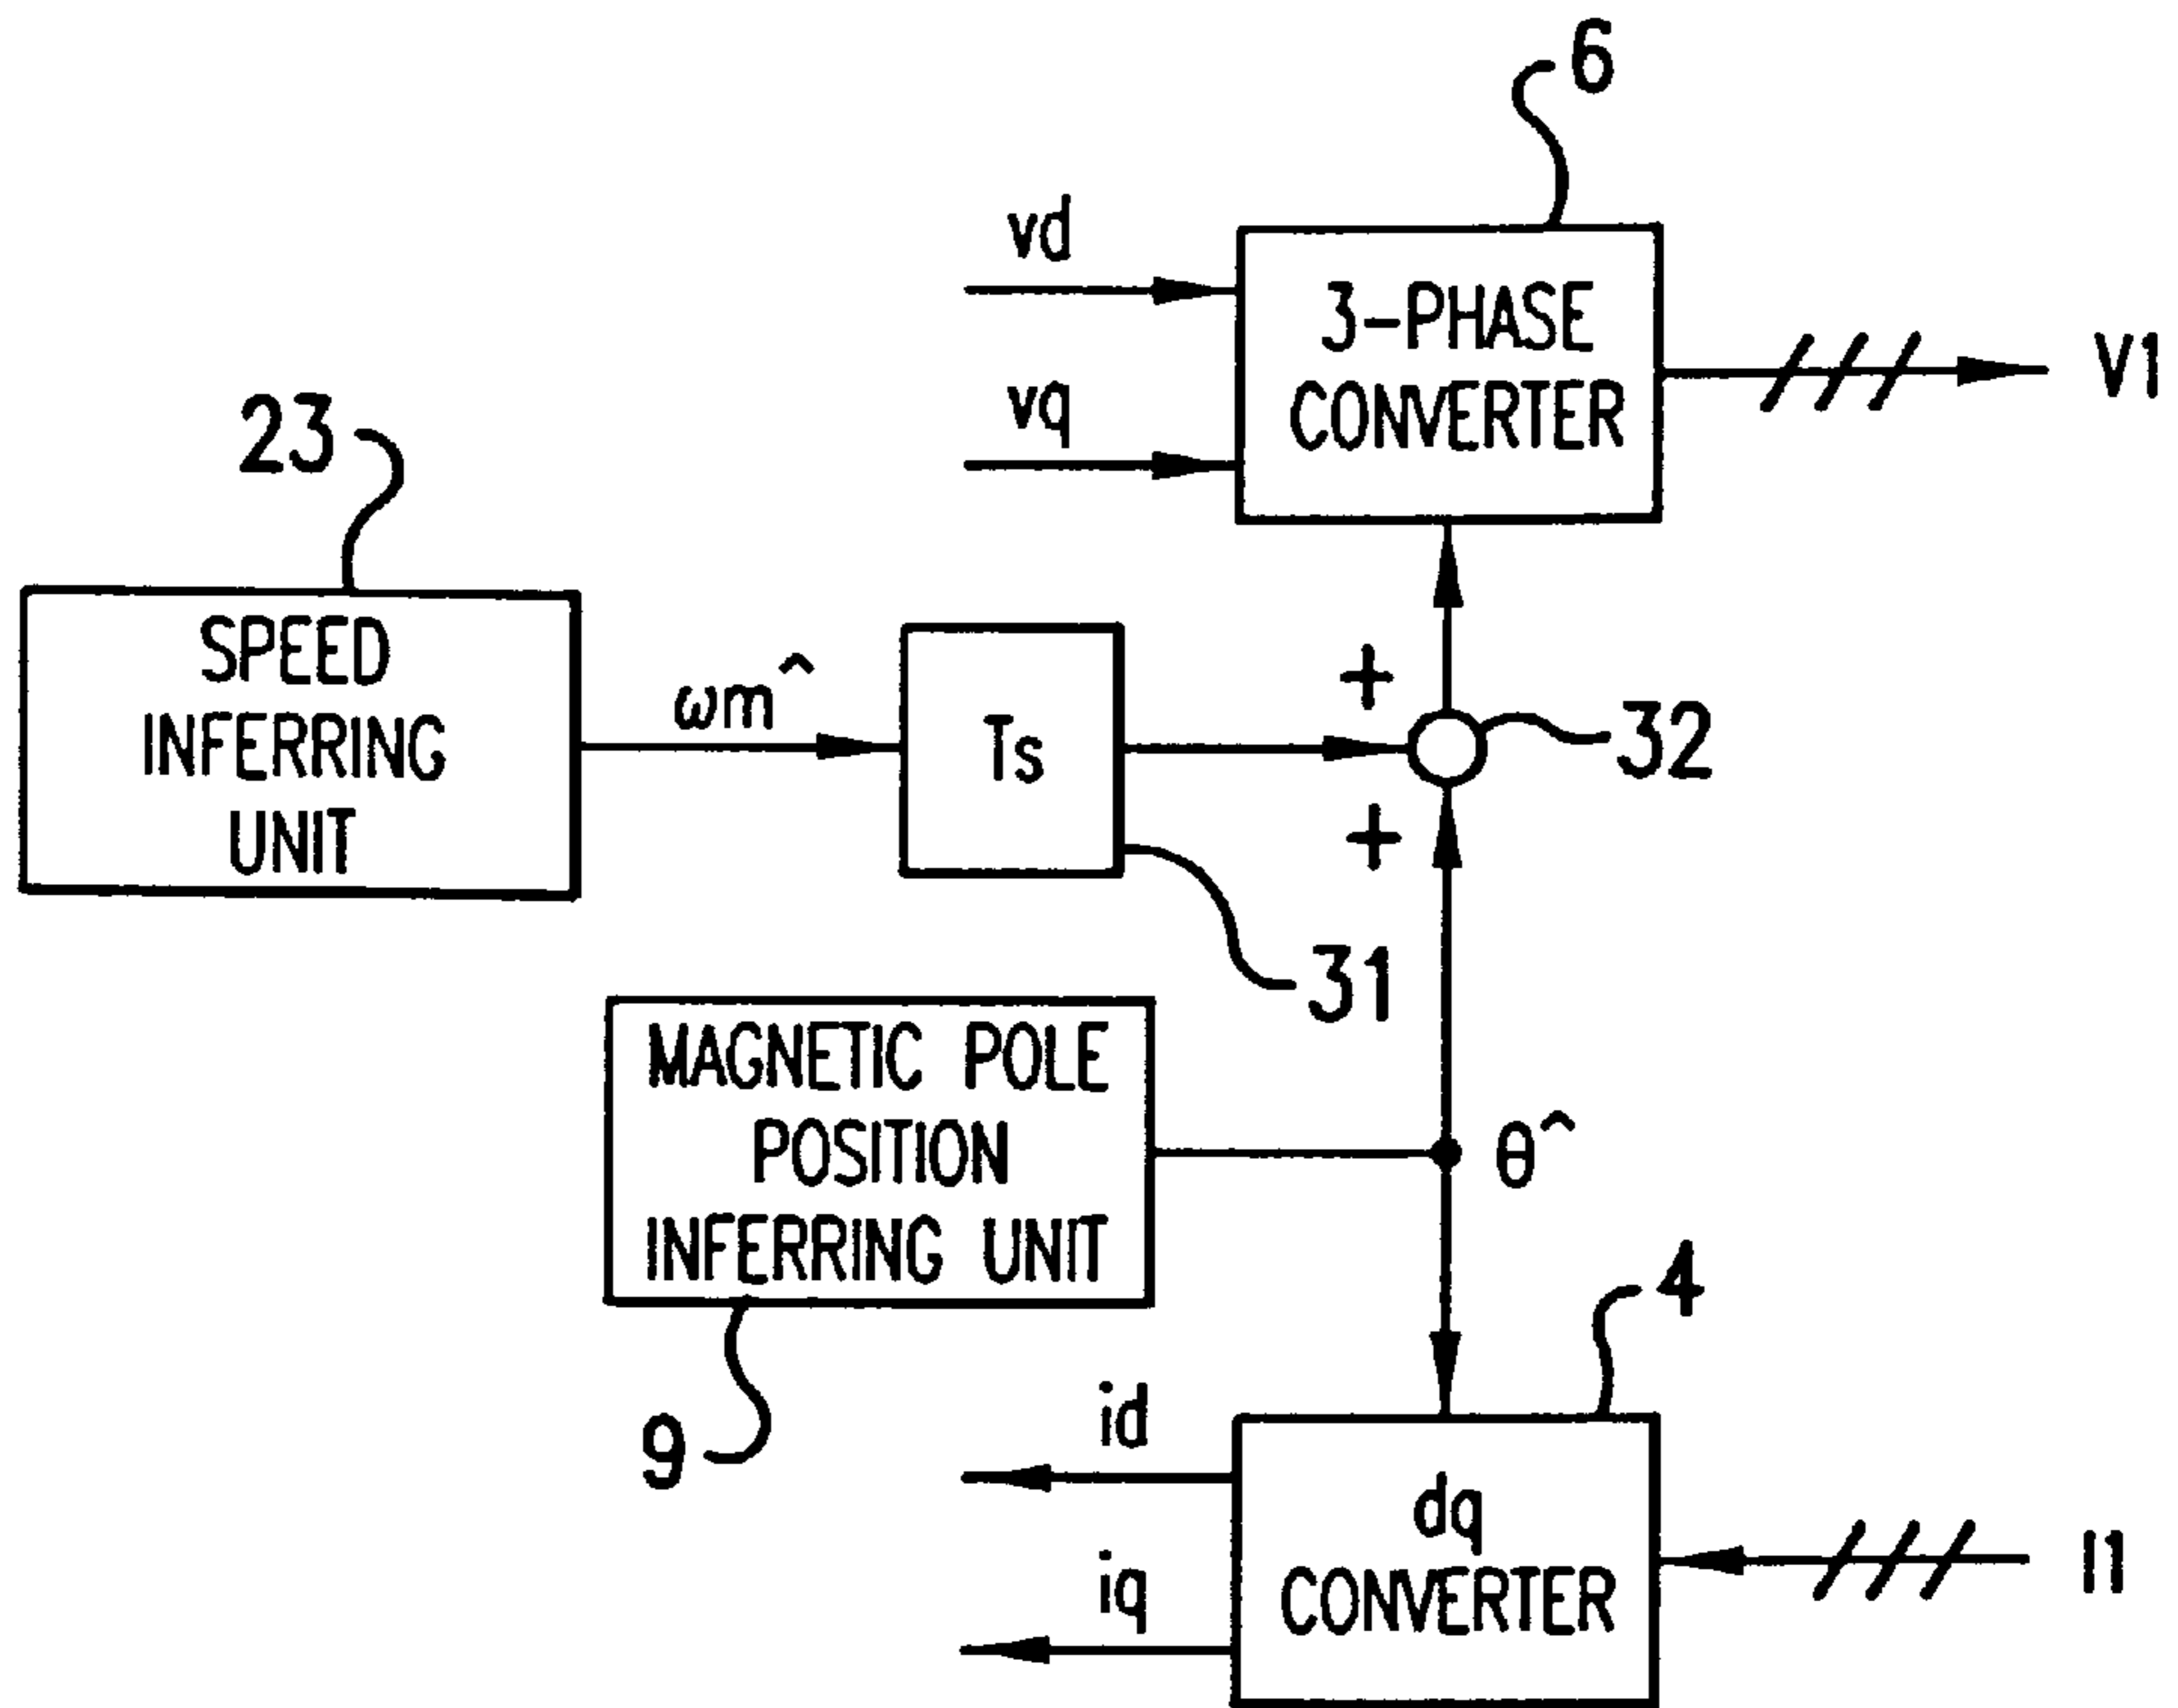 6
vd
3-PHASE
CONVERTER
vq
V1
23
SPEED
INFERRING
UNIT
ωm^
Ts
+
+
32
31
MAGNETIC POLE
POSITION
INFERRING UNIT
θ^
9
4
id
iq
dq
CONVERTER
I1